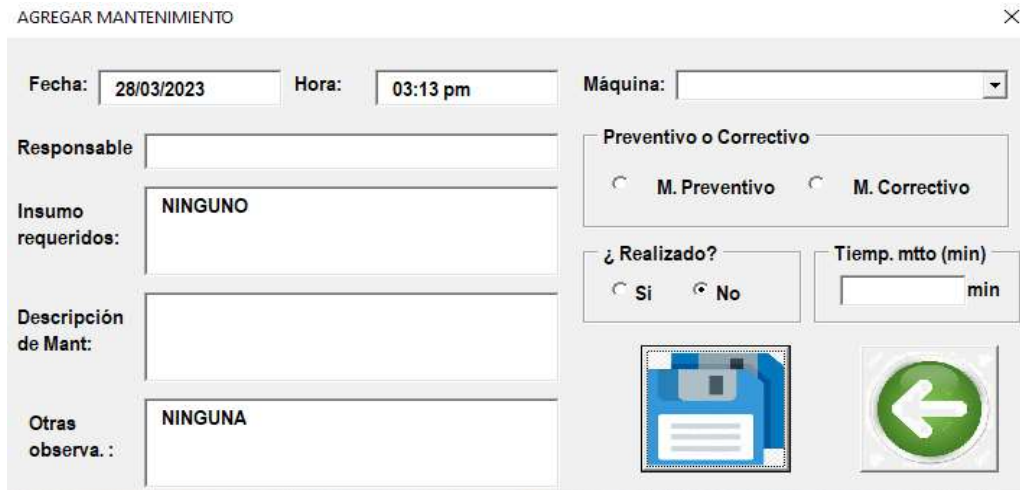 AGREGAR MANTENIMIENTO
Fecha: 28/03/2023 Hora: 03:13 pm Máquina:
Responsable
Preventivo o Correctivo
M. Preventivo M. Correctivo
Insumo
requeridos:
NINGUNO
¿ Realizado?
Si No
Tiemp. mtto (min)
min
Descripción
de Mant:
Otras
observa. :
NINGUNA